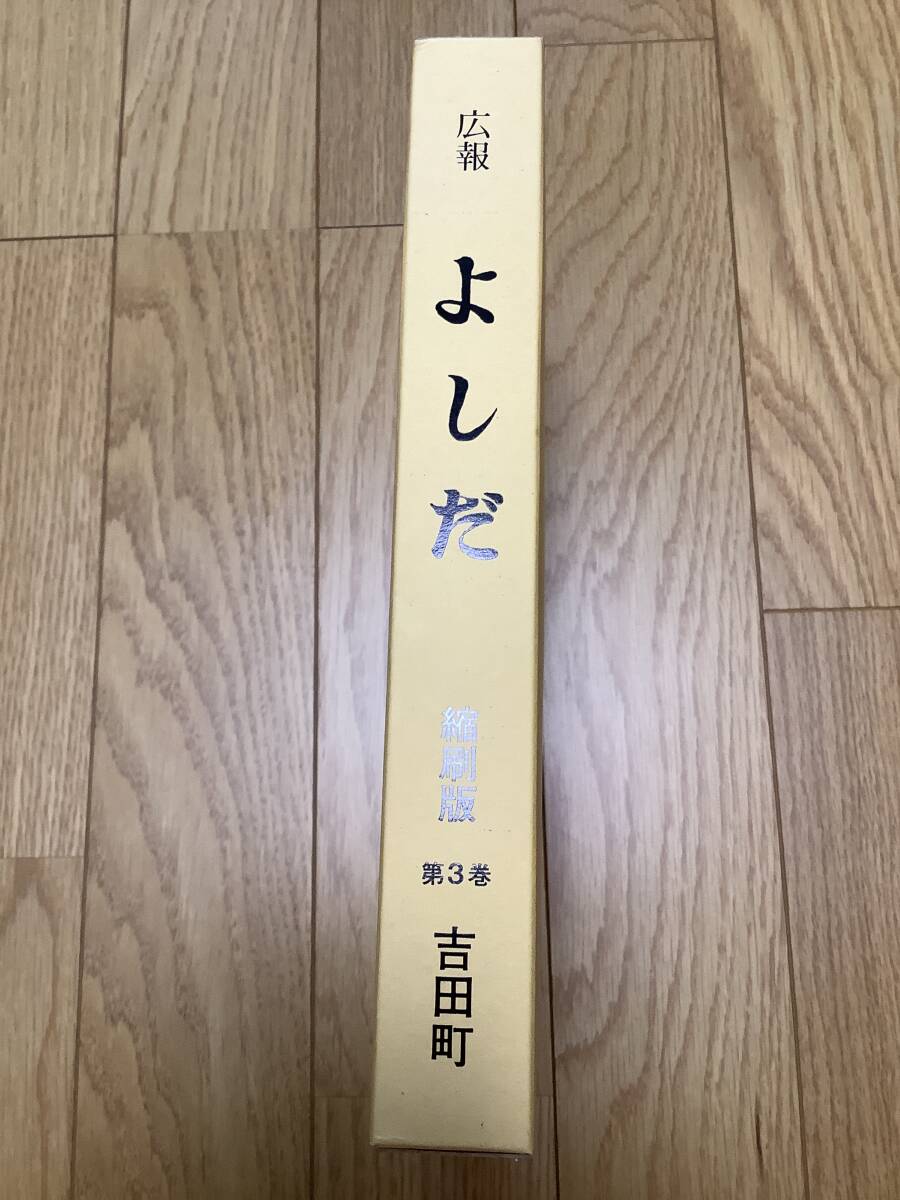 広報
よしだ
縮刷版
第3巻
吉田町